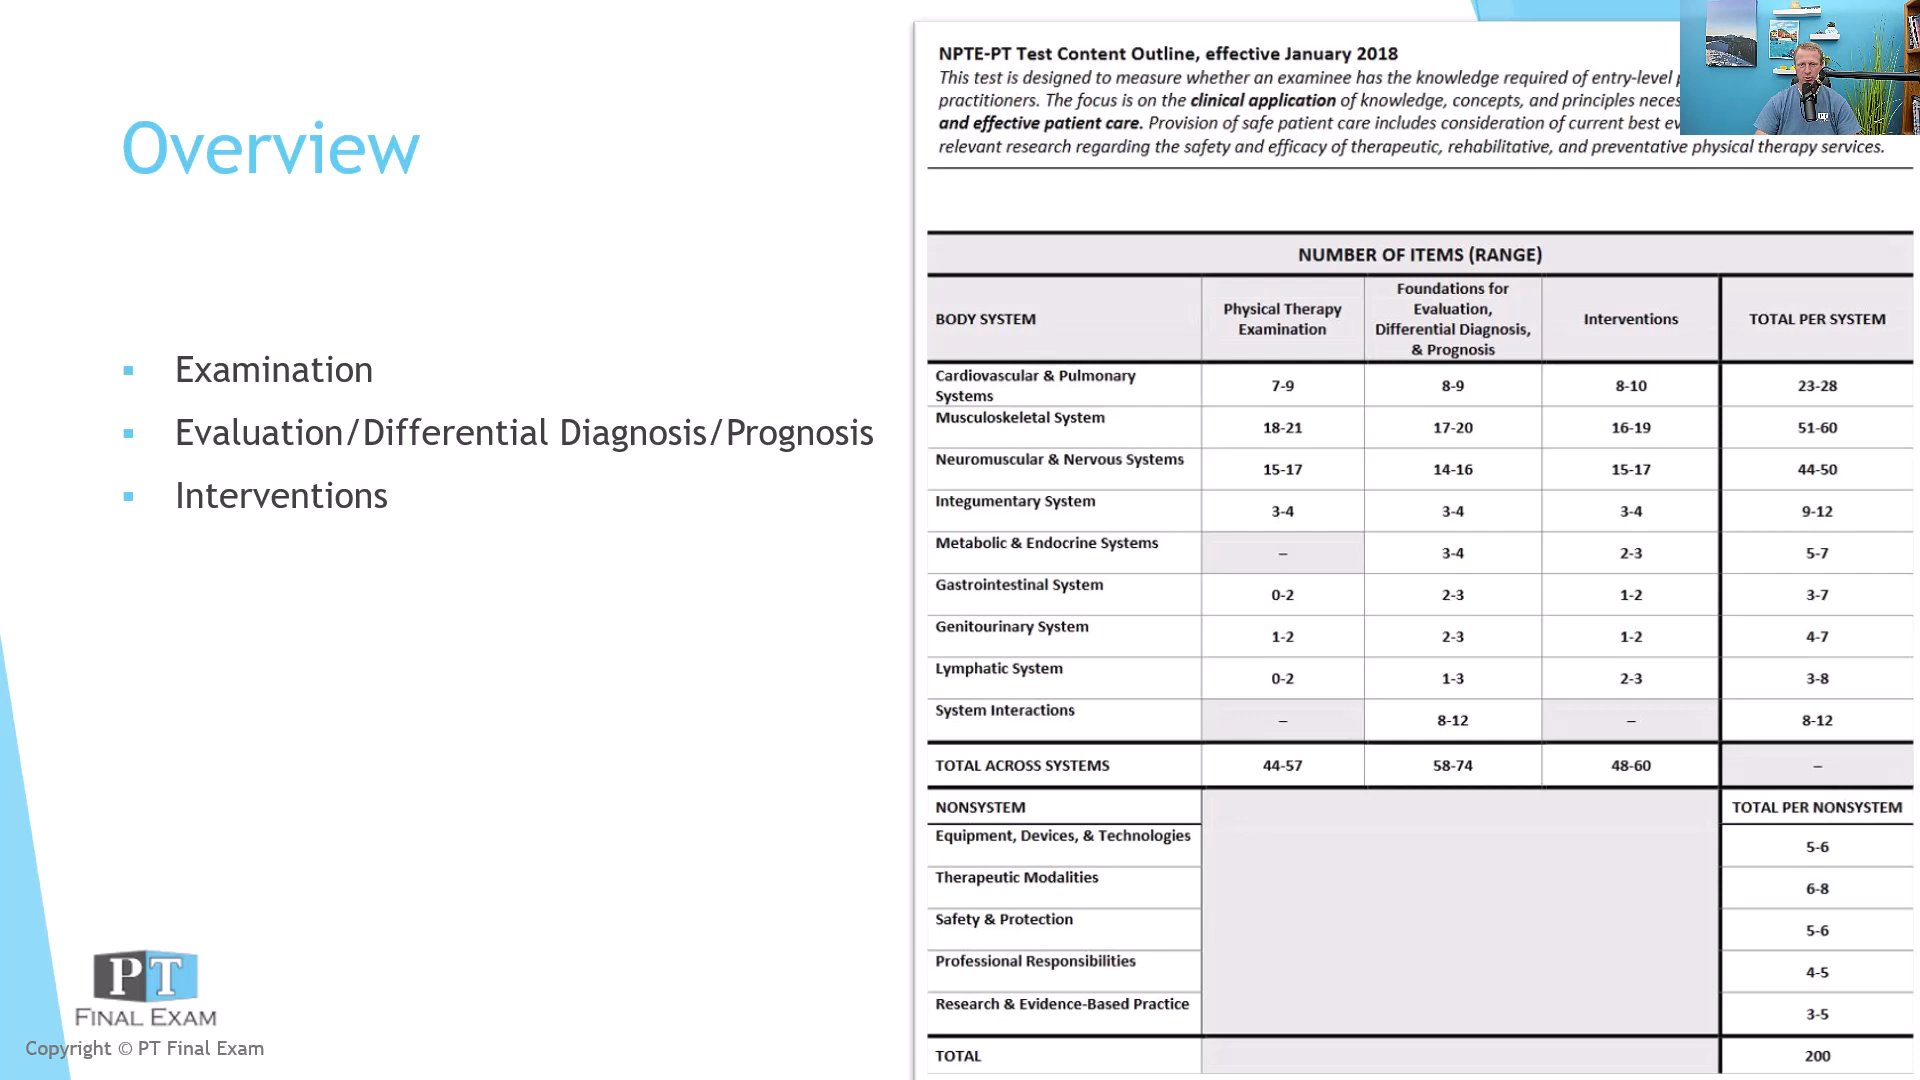 Overview
▪ Examination
▪ Evaluation/Differential Diagnosis/Prognosis
▪ Interventions
PT
FINAL EXAM
Copyright © PT Final Exam
NPTE-PT Test Content Outline, effective January 2018
This test is designed to measure whether an examinee has the knowledge required of entry-level
practitioners. The focus is on the clinical application of knowledge, concepts, and principles
and effective patient care. Provision of safe patient care includes consideration of current best
relevant research regarding the safety and efficacy of therapeutic, rehabilitative, and preventative physical therapy services.
NUMBER OF ITEMS (RANGE)
BODY SYSTEM
Physical Therapy
Examination
Foundations for
Evaluation,
Differential Diagnosis,
& Prognosis
Interventions
TOTAL PER SYSTEM
Cardiovascular & Pulmonary
Systems
7-9 8-9 8-10 23-28
Musculoskeletal System 18-21 17-20 16-19 51-60
Neuromuscular & Nervous Systems 15-17 14-16 15-17 44-50
Integumentary System 3-4 3-4 3-4 9-12
Metabolic & Endocrine Systems – 3-4 2-3 5-7
Gastrointestinal System 0-2 2-3 1-2 3-7
Genitourinary System 1-2 2-3 1-2 4-7
Lymphatic System 0-2 1-3 2-3 3-8
System Interactions – 8-12 – 8-12
TOTAL ACROSS SYSTEMS 44-57 58-74 48-60 –
NONSYSTEM TOTAL PER NONSYSTEM
Equipment, Devices, & Technologies 5-6
Therapeutic Modalities 6-8
Safety & Protection 5-6
Professional Responsibilities 4-5
Research & Evidence-Based Practice 3-5
TOTAL 200